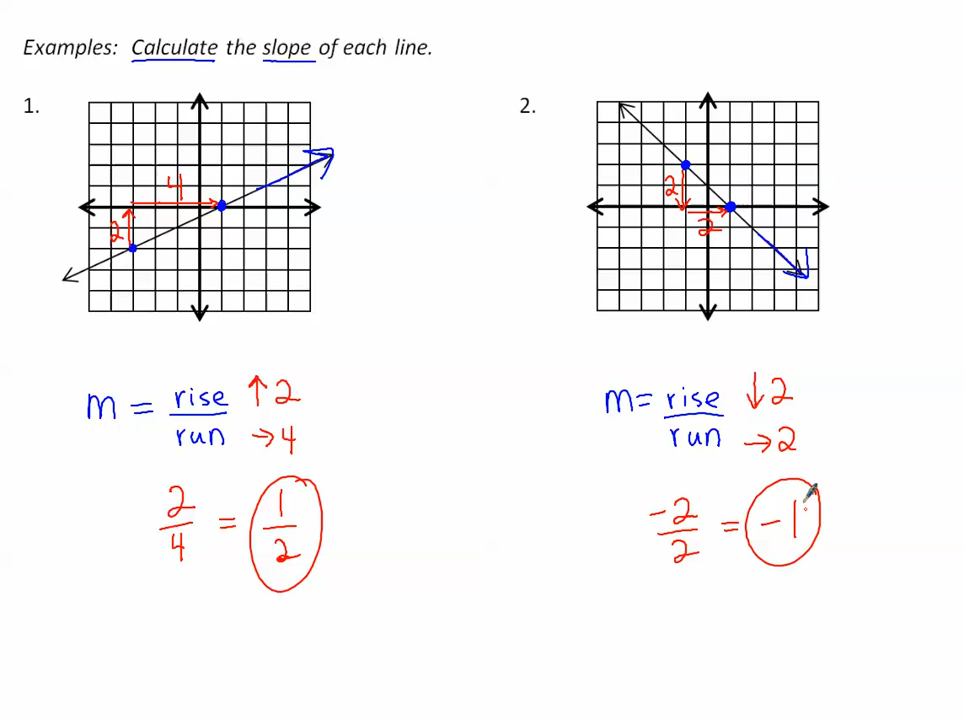 Examples: Calculate the slope of each line.
1.
4
2
m = rise/run ↑2 →4
2/4 = 1/2
2.
2
2
m= rise/run ↓2 →2
-2/2 = -1